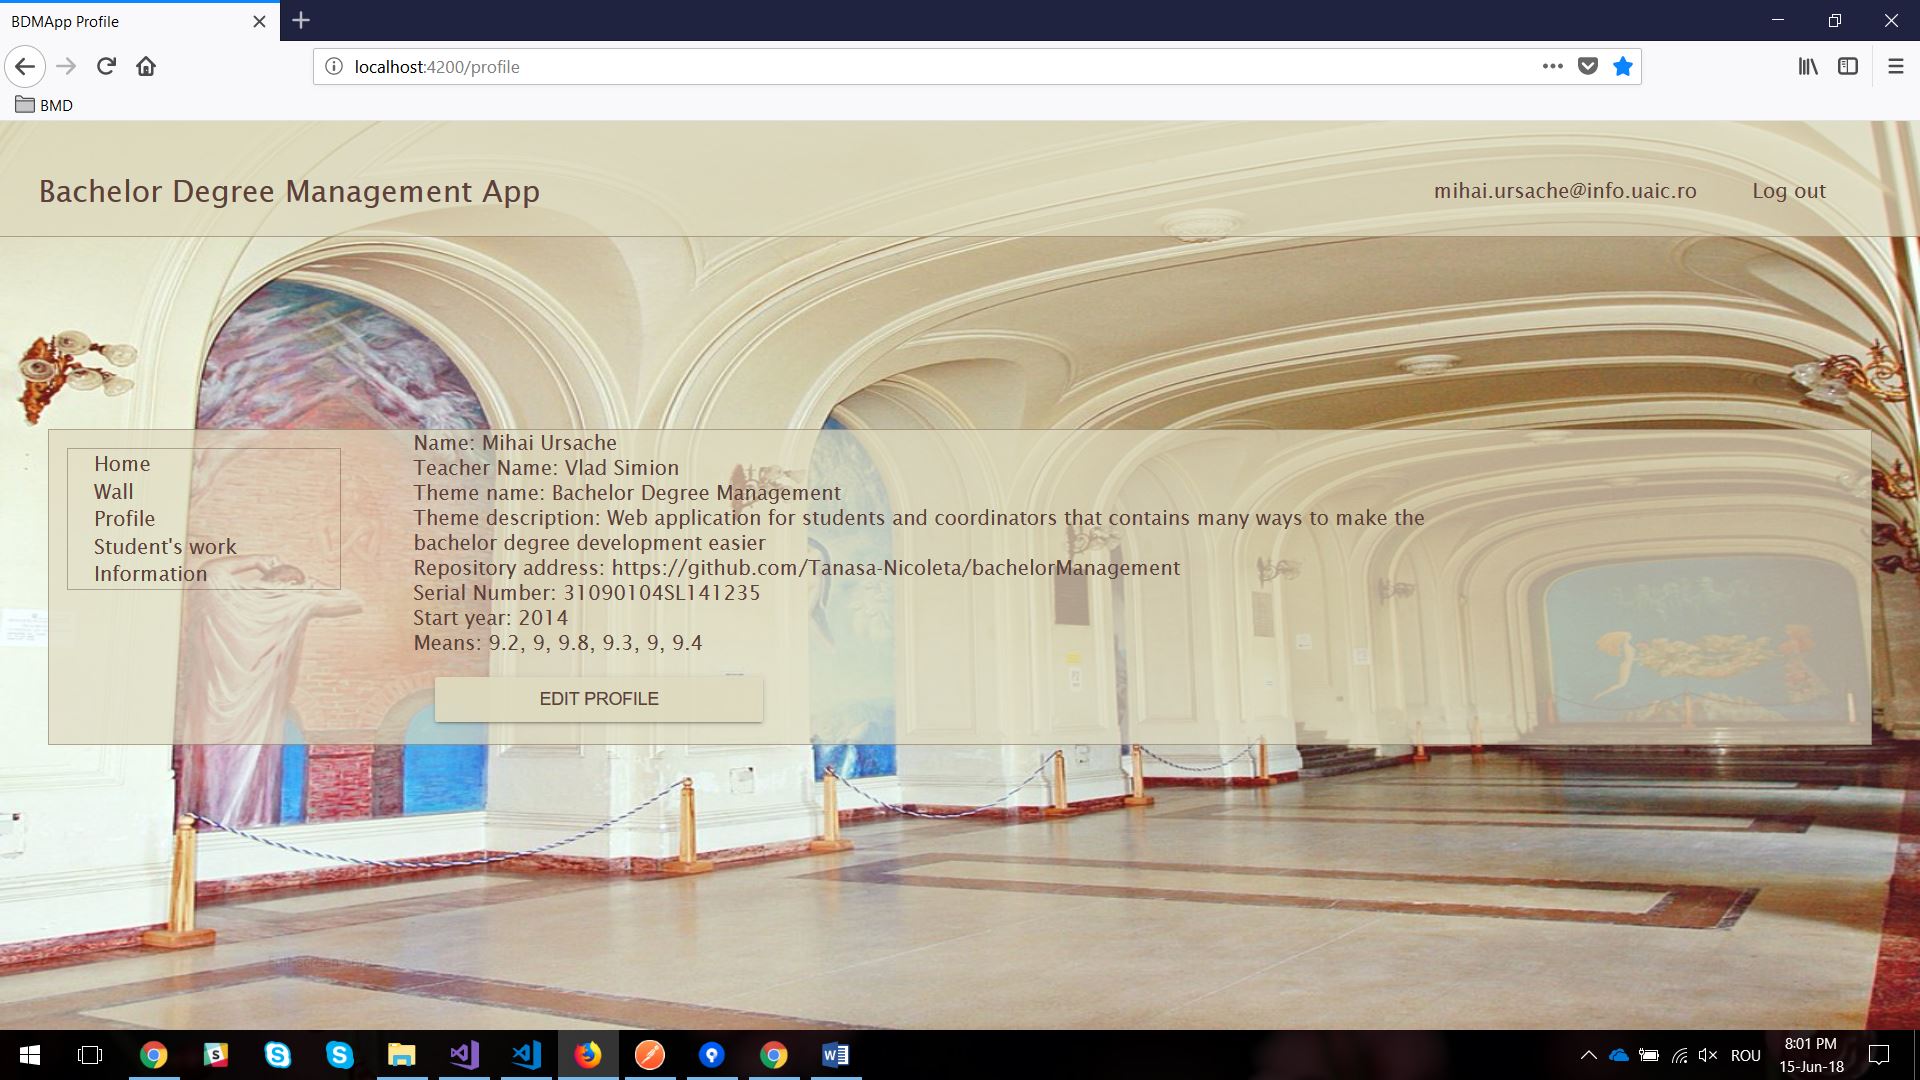 BDMApp Profile
localhost:4200/profile
BMD
Bachelor Degree Management App
mihai.ursache@info.uaic.ro
Log out
Home
Wall
Profile
Student's work
Information
Name: Mihai Ursache
Teacher Name: Vlad Simion
Theme name: Bachelor Degree Management
Theme description: Web application for students and coordinators that contains many ways to make the
bachelor degree development easier
Repository address: https://github.com/Tanasa-Nicoleta/bachelorManagement
Serial Number: 31090104SL141235
Start year: 2014
Means: 9.2, 9, 9.8, 9.3, 9, 9.4
EDIT PROFILE
ROU
8:01 PM
15-Jun-18